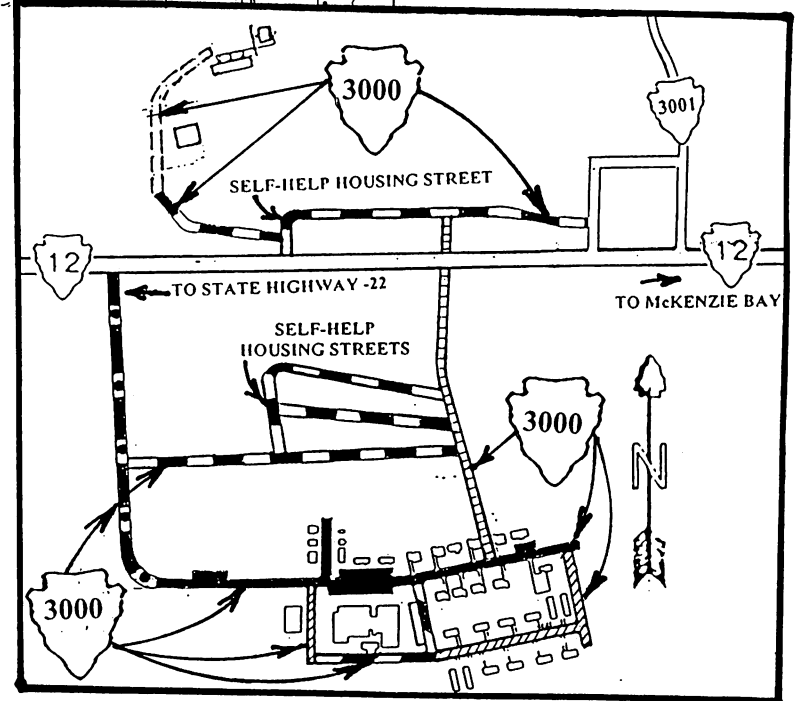 3000
3001
SELF-HELP HOUSING STREET
12
12
TO STATE HIGHWAY -22
TO McKENZIE BAY
SELF-HELP
HOUSING STREETS
3000
N
3000